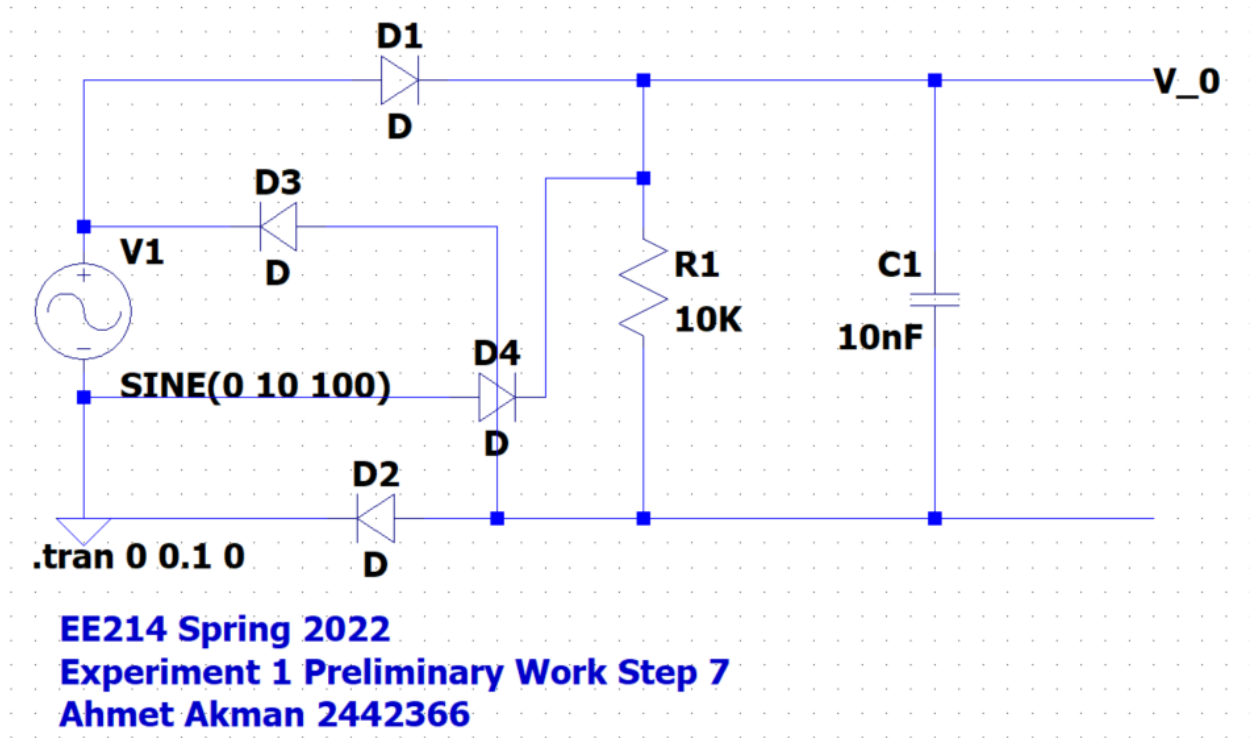 D1
D
V_0
D3
D
V1
R1
10K
C1
10nF
D4
D
SINE(0 10 100)
D2
D
.tran 0 0.1 0
EE214 Spring 2022
Experiment 1 Preliminary Work Step 7
Ahmet Akman 2442366